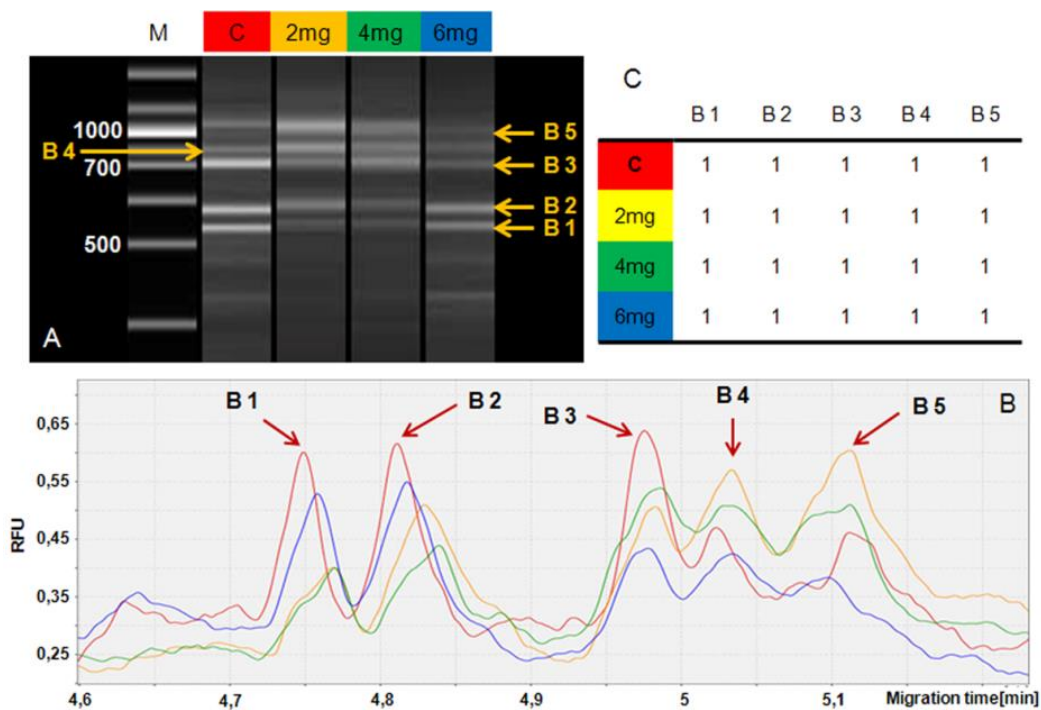 M C 2mg 4mg 6mg
1000
B 4
700
500
B 5
B 3
B 2
B 1
A
C
B 1 B 2 B 3 B 4 B 5
C 1 1 1 1 1
2mg 1 1 1 1 1
4mg 1 1 1 1 1
6mg 1 1 1 1 1
B 1 B 2 B 3 B 4 B 5 B
0,65
0,55
0,45
0,35
0,25
RFU
4,6 4,7 4,8 4,9 5 5,1 Migration time[min]